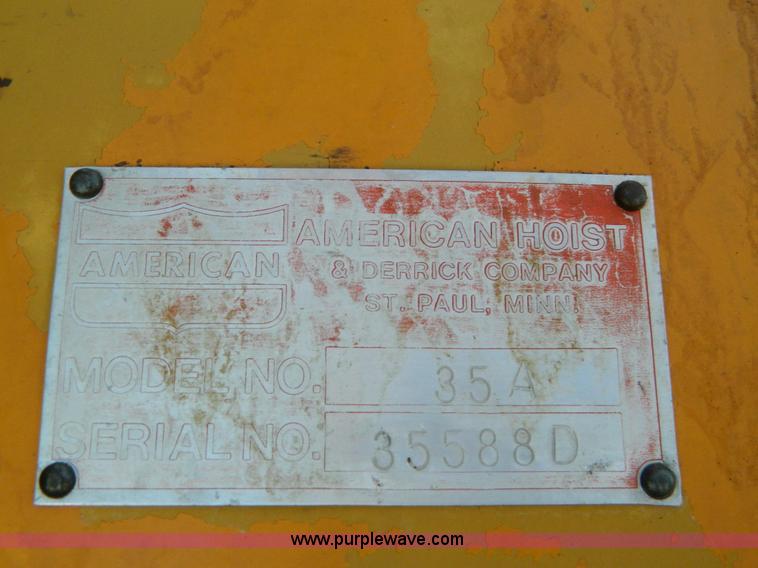 AMERICAN
AMERICAN HOIST
& DERRICK COMPANY
ST. PAUL, MINN.
MODEL NO. 35A
SERIAL NO. 35588D
www.purplewave.com